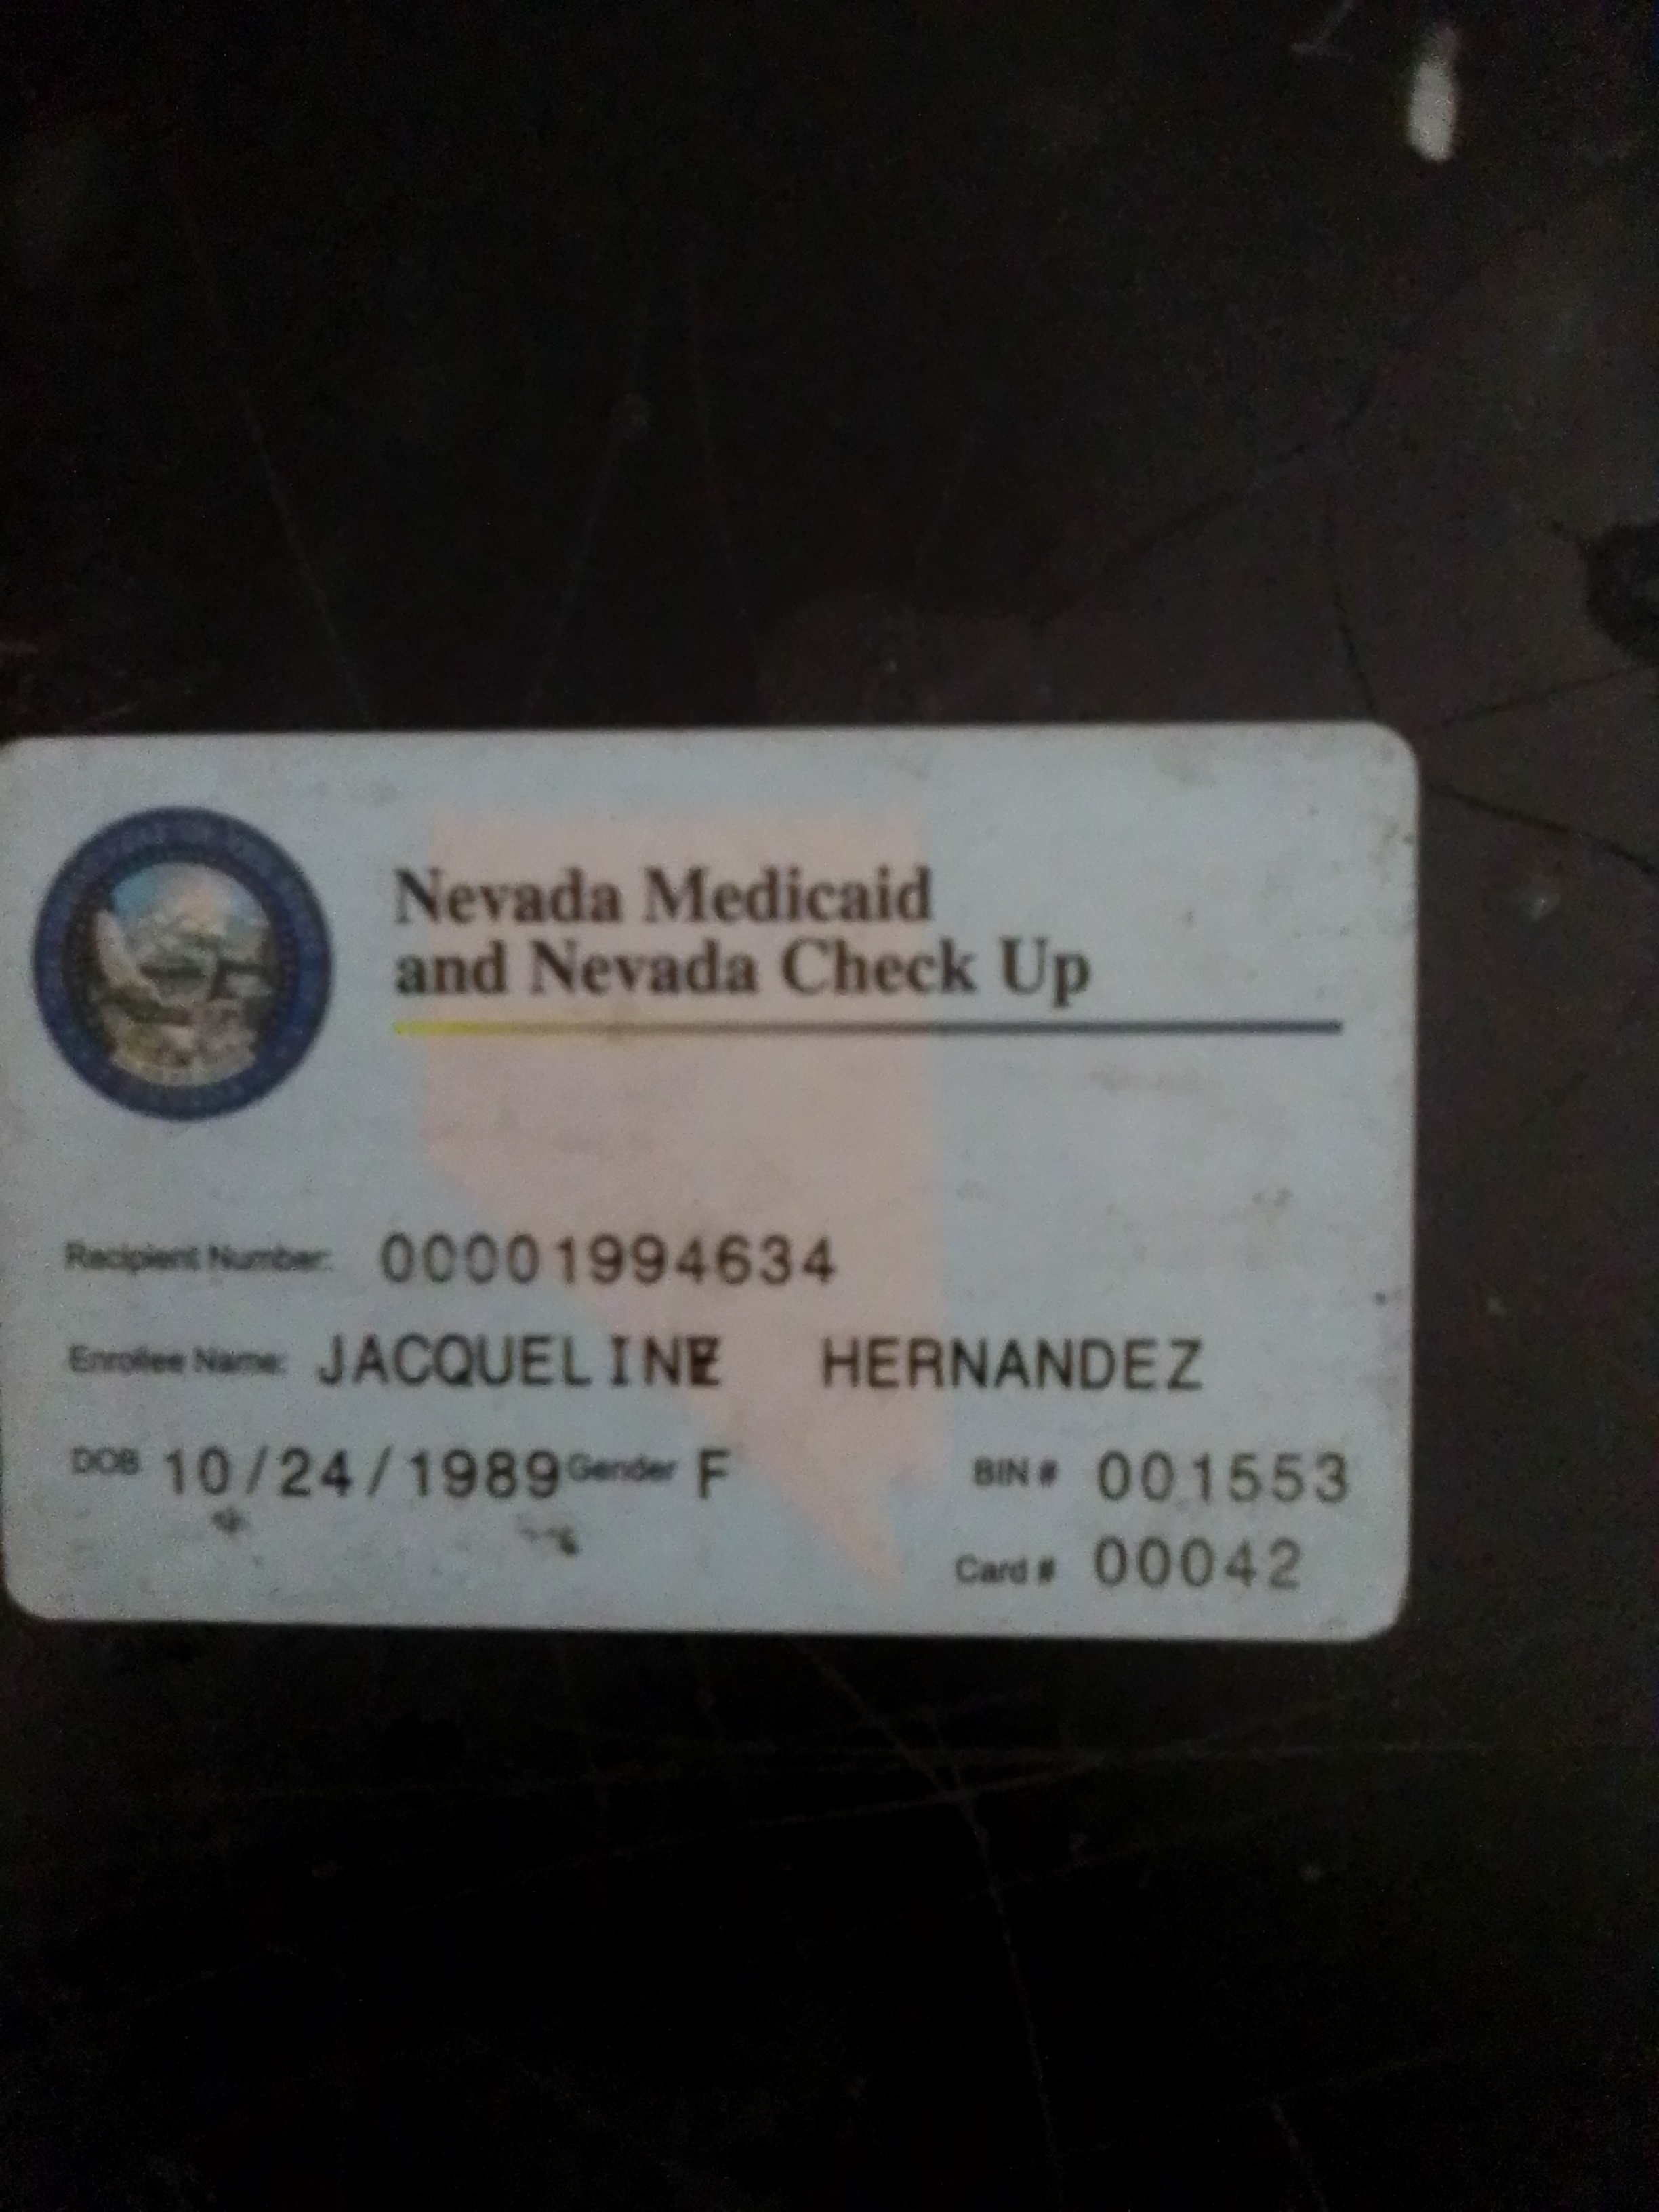 Nevada Medicaid
and Nevada Check Up
Recipient Number: 00001994634
Enrollee Name: JACQUELINE HERNANDEZ
DOB 10/24/1989 Gender F BIN # 001553
Card # 00042